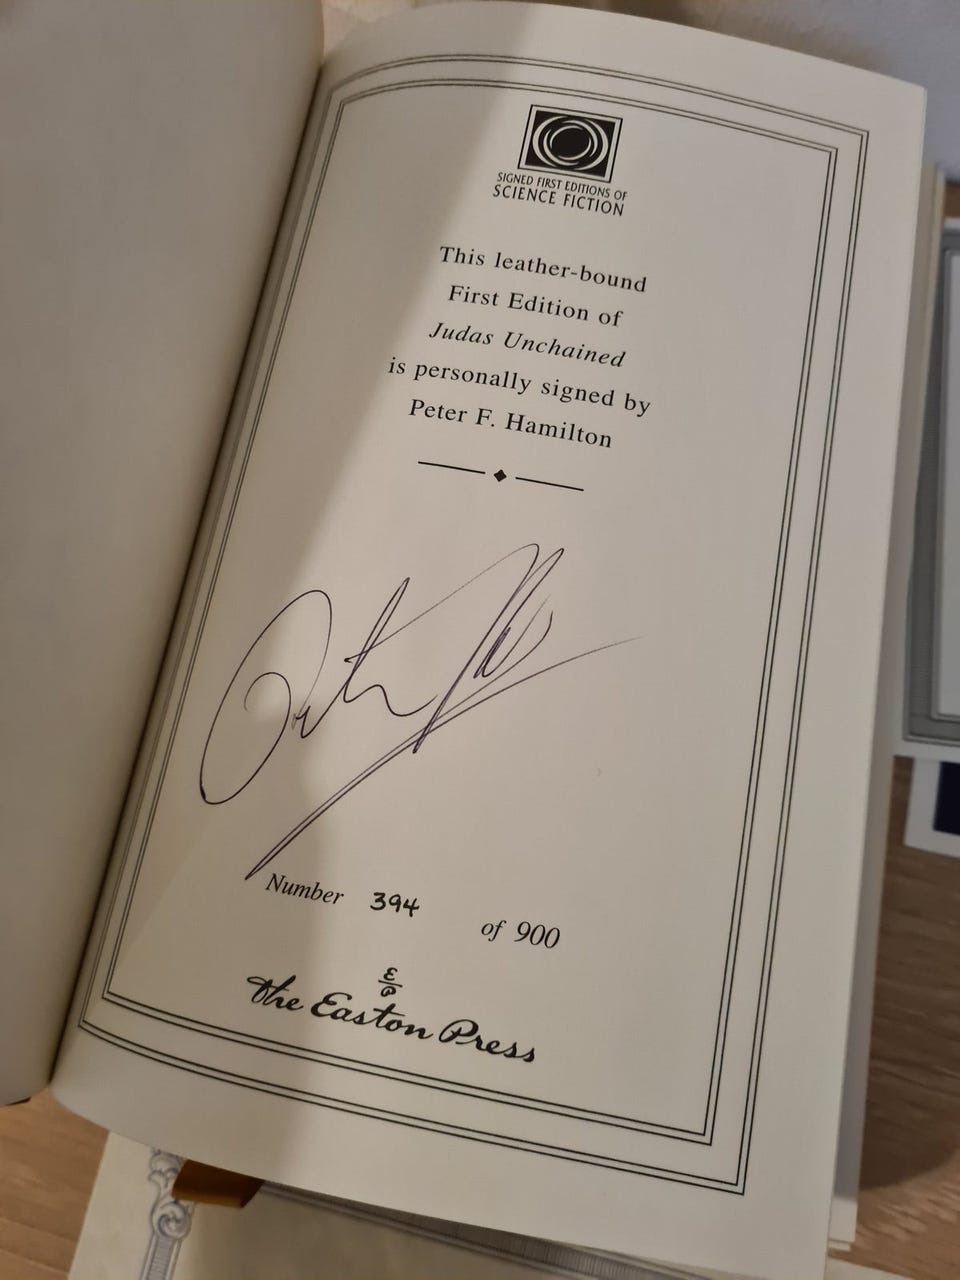 SIGNED FIRST EDITIONS OF
SCIENCE FICTION
This leather-bound
First Edition of
Judas Unchained
is personally signed by
Peter F. Hamilton
Number 394 of 900
The Easton Press